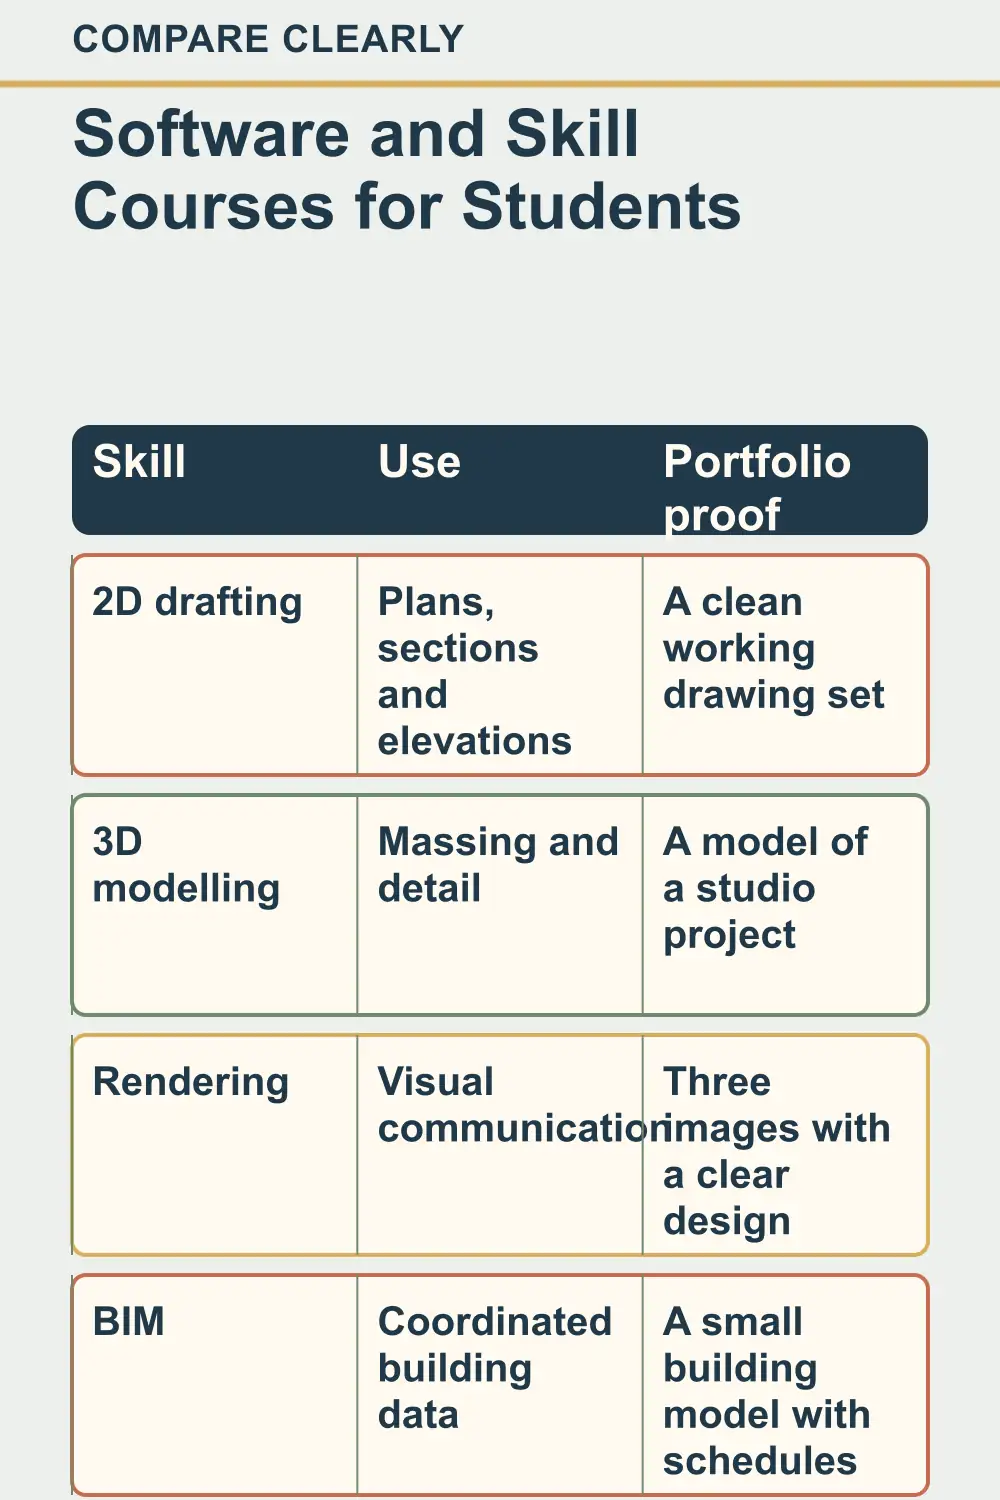 COMPARE CLEARLY
Software and Skill
Courses for Students
Skill
Use
Portfolio
proof
2D drafting
Plans,
sections
and
elevations
A clean
working
drawing set
3D
modelling
Massing and
detail
A model of
a studio
project
Rendering
Visual
communication
Three
images with
a clear
design
BIM
Coordinated
building
data
A small
building
model with
schedules